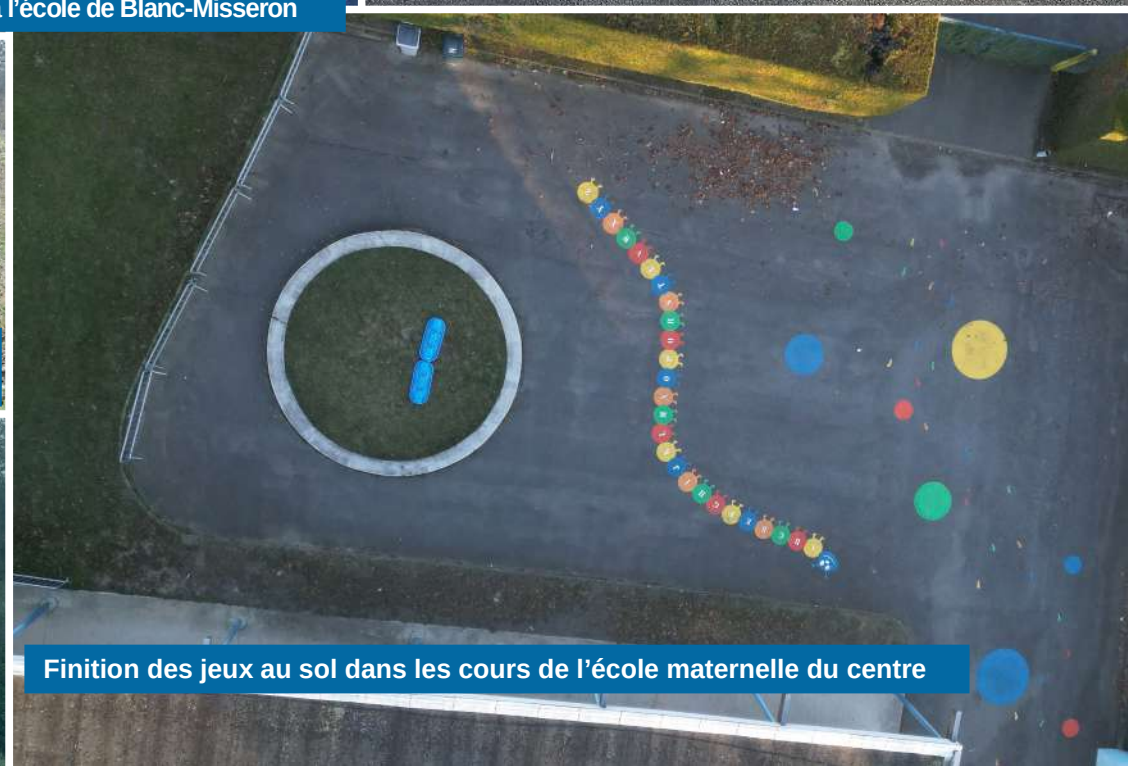 à l’école de Blanc-Misseron
Finition des jeux au sol dans les cours de l’école maternelle du centre